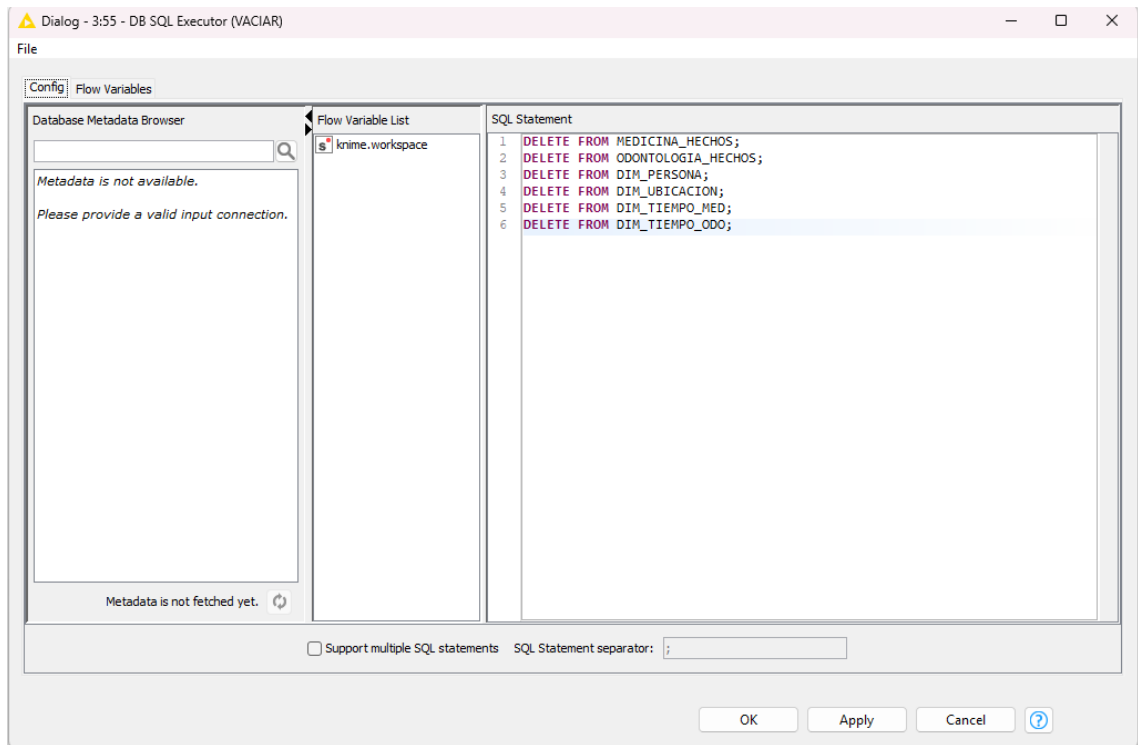 Dialog - 3:55 - DB SQL Executor (VACIAR)
File
Config Flow Variables
Database Metadata Browser
Metadata is not available.
Please provide a valid input connection.
Metadata is not fetched yet.
Flow Variable List
s knime.workspace
SQL Statement
1 DELETE FROM MEDICINA_HECHOS;
2 DELETE FROM ODONTOLOGIA_HECHOS;
3 DELETE FROM DIM_PERSONA;
4 DELETE FROM DIM_UBICACION;
5 DELETE FROM DIM_TIEMPO_MED;
6 DELETE FROM DIM_TIEMPO_ODO;
Support multiple SQL statements SQL Statement separator: ;
OK Apply Cancel ?